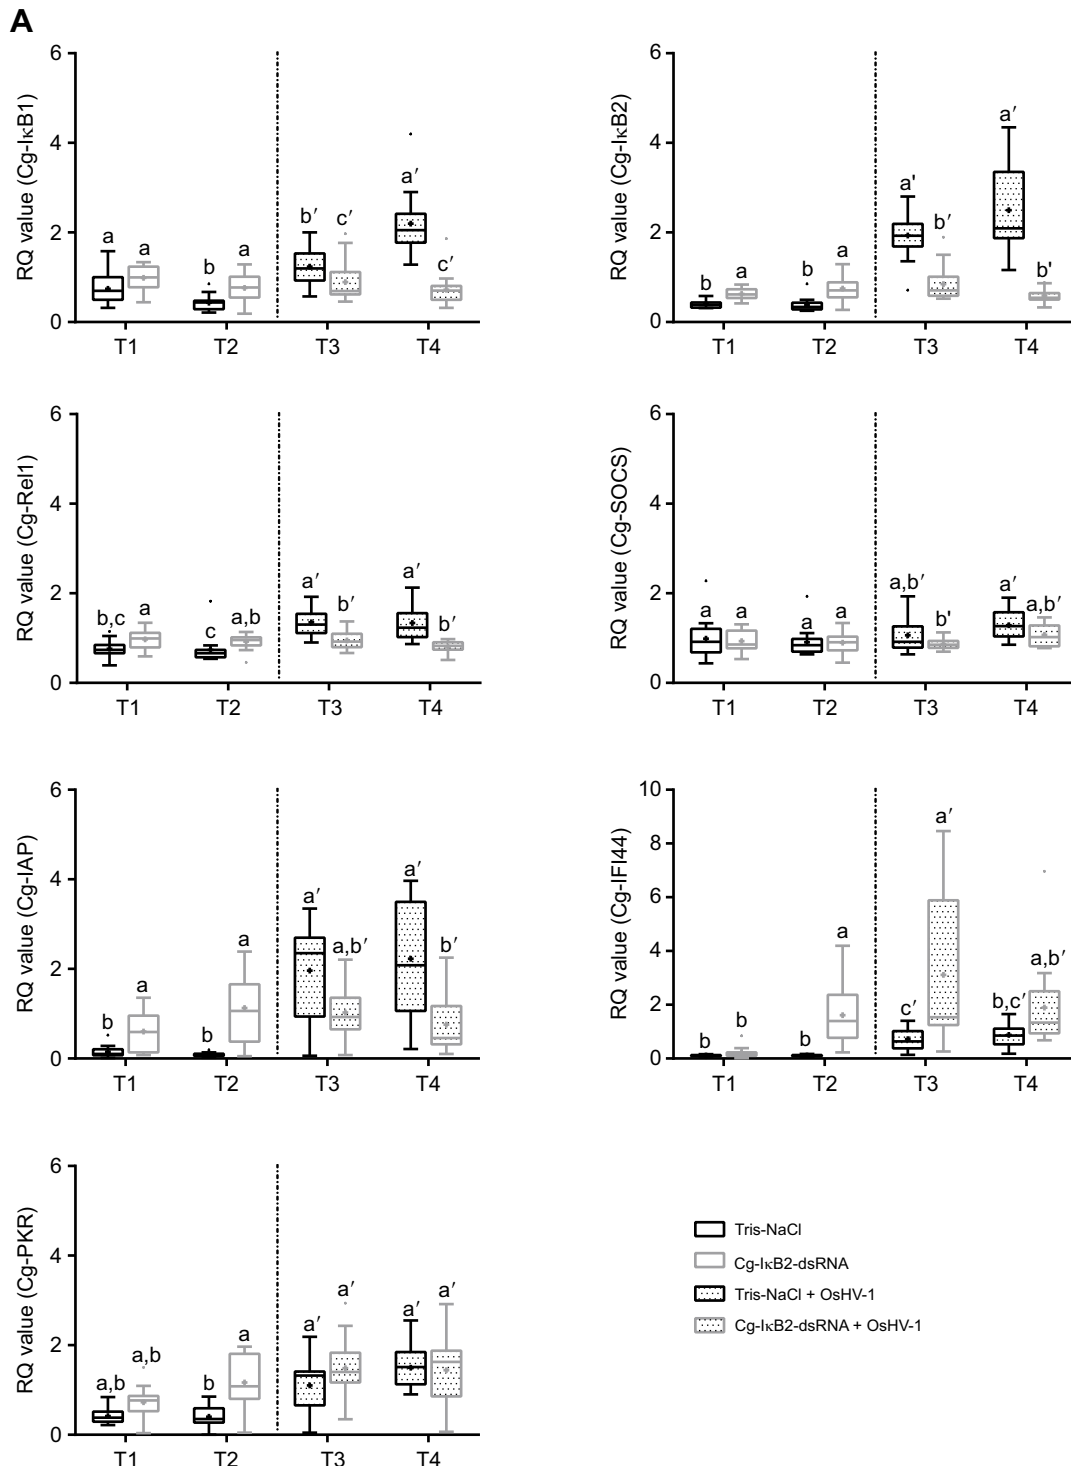 A
RQ value (Cg-IκB1)
6
4
2
0
a
a
b
a
b′
c′
a′
c′
T1
T2
T3
T4
RQ value (Cg-IκB2)
6
4
2
0
b
a
b
a
a'
b′
a′
b'
T1
T2
T3
T4
RQ value (Cg-Rel1)
6
4
2
0
b,c
a
c
a,b
a′
b′
a′
b′
T1
T2
T3
T4
RQ value (Cg-SOCS)
6
4
2
0
a
a
a
a
a,b′
b'
a′
a,b′
T1
T2
T3
T4
RQ value (Cg-IAP)
6
4
2
0
b
a
b
a
a′
a,b′
a′
b′
T1
T2
T3
T4
RQ value (Cg-IFI44)
10
8
6
4
2
0
b
b
b
a
c′
a′
b,c′
a,b′
T1
T2
T3
T4
RQ value (Cg-PKR)
6
4
2
0
a,b
a,b
b
a
a′
a′
a′
a′
T1
T2
T3
T4
Tris-NaCl
Cg-IκB2-dsRNA
Tris-NaCl + OsHV-1
Cg-IκB2-dsRNA + OsHV-1